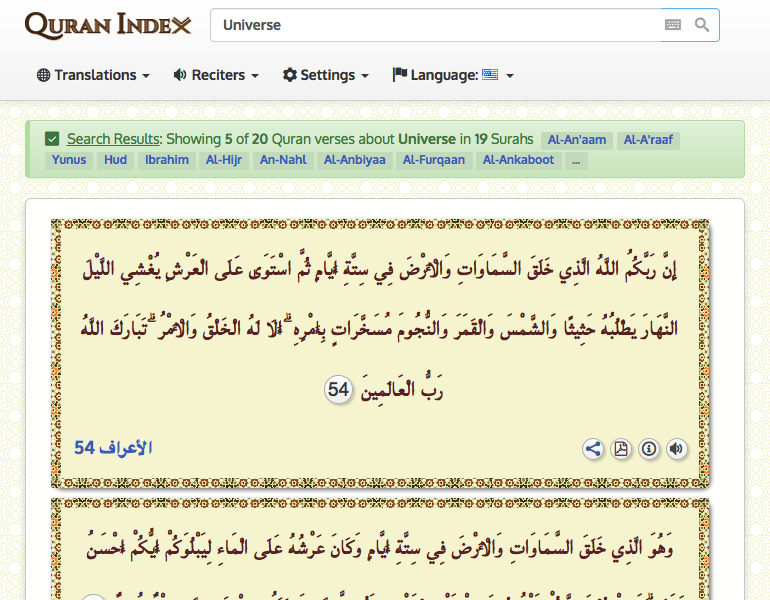 QURAN INDEX
Universe
Translations Reciters Settings Language:
Search Results: Showing 5 of 20 Quran verses about Universe in 19 Surahs Al-An'aam Al-A'raaf
Yunus Hud Ibrahim Al-Hijr An-Nahl Al-Anbiyaa Al-Furqaan Al-Ankaboot ...
إِنَّ رَبَّكُمُ اللَّهُ الَّذِي خَلَقَ السَّمَاوَاتِ وَالْأَرْضَ فِي سِتَّةِ أَيَّامٍ ثُمَّ اسْتَوَىٰ عَلَى الْعَرْشِ يُغْشِي اللَّيْلَ
النَّهَارَ يَطْلُبُهُ حَثِيثًا وَالشَّمْسَ وَالْقَمَرَ وَالنُّجُومَ مُسَخَّرَاتٍ بِأَمْرِهِ ۗ أَلَا لَهُ الْخَلْقُ وَالْأَمْرُ ۗ تَبَارَكَ اللَّهُ
رَبُّ الْعَالَمِينَ 54
الأعراف 54
وَهُوَ الَّذِي خَلَقَ السَّمَاوَاتِ وَالْأَرْضَ فِي سِتَّةِ أَيَّامٍ وَكَانَ عَرْشُهُ عَلَى الْمَاءِ لِيَبْلُوَكُمْ أَيُّكُمْ أَحْسَنُ